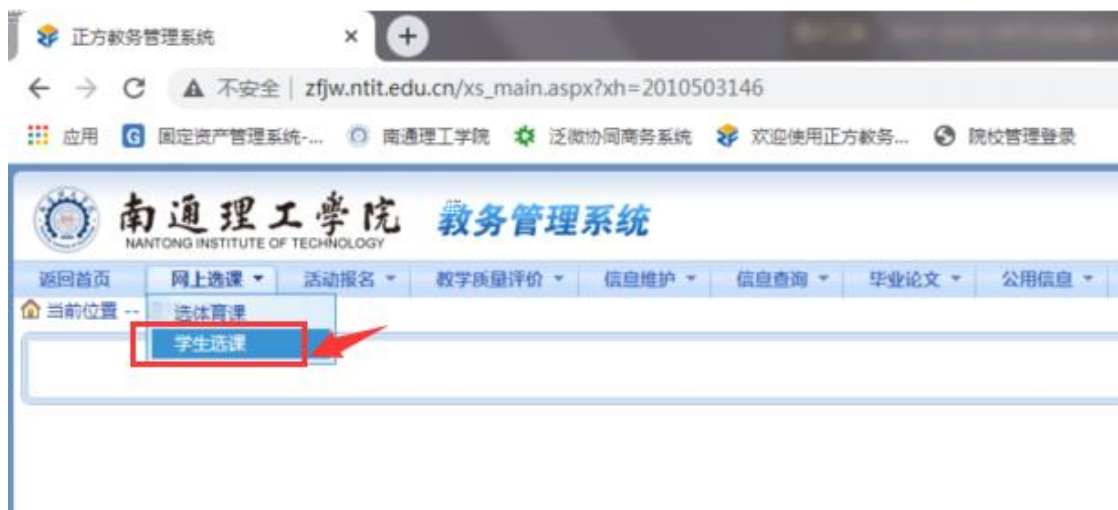 正方教务管理系统
不安全 | zfjw.ntit.edu.cn/xs_main.aspx?xh=2010503146
应用 固定资产管理系统-... 南通理工学院 泛微协同商务系统 欢迎使用正方教务... 院校管理登录
南通理工學院 教务管理系统
NANTONG INSTITUTE OF TECHNOLOGY
返回首页 网上选课 活动报名 教学质量评价 信息维护 信息查询 毕业论文 公用信息
当前位置 --
选体育课
学生选课